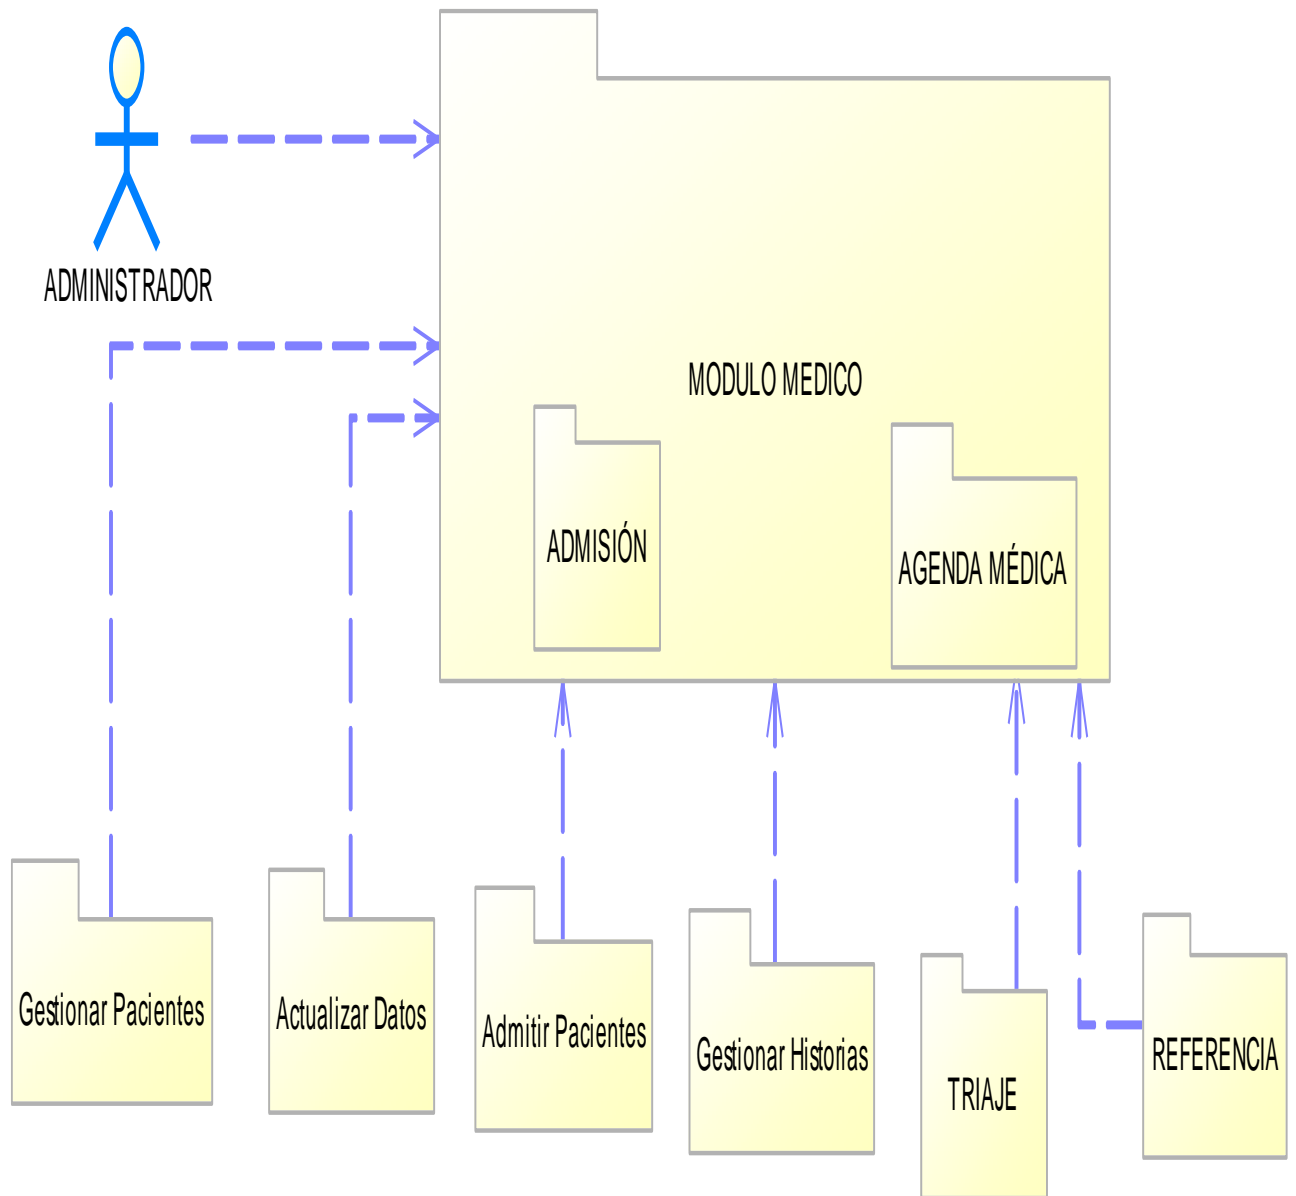 ADMINISTRADOR
MODULO MEDICO
ADMISIÓN
AGENDA MÉDICA
Gestionar Pacientes
Actualizar Datos
Admitir Pacientes
Gestionar Historias
TRIAJE
REFERENCIA